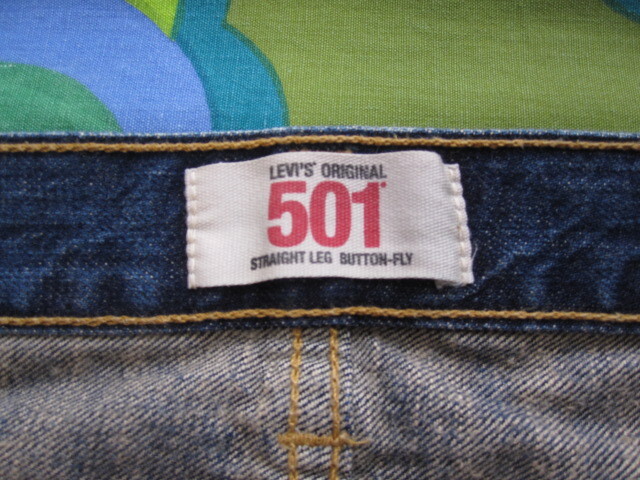 LEVI'S® ORIGINAL
501®
STRAIGHT LEG BUTTON-FLY